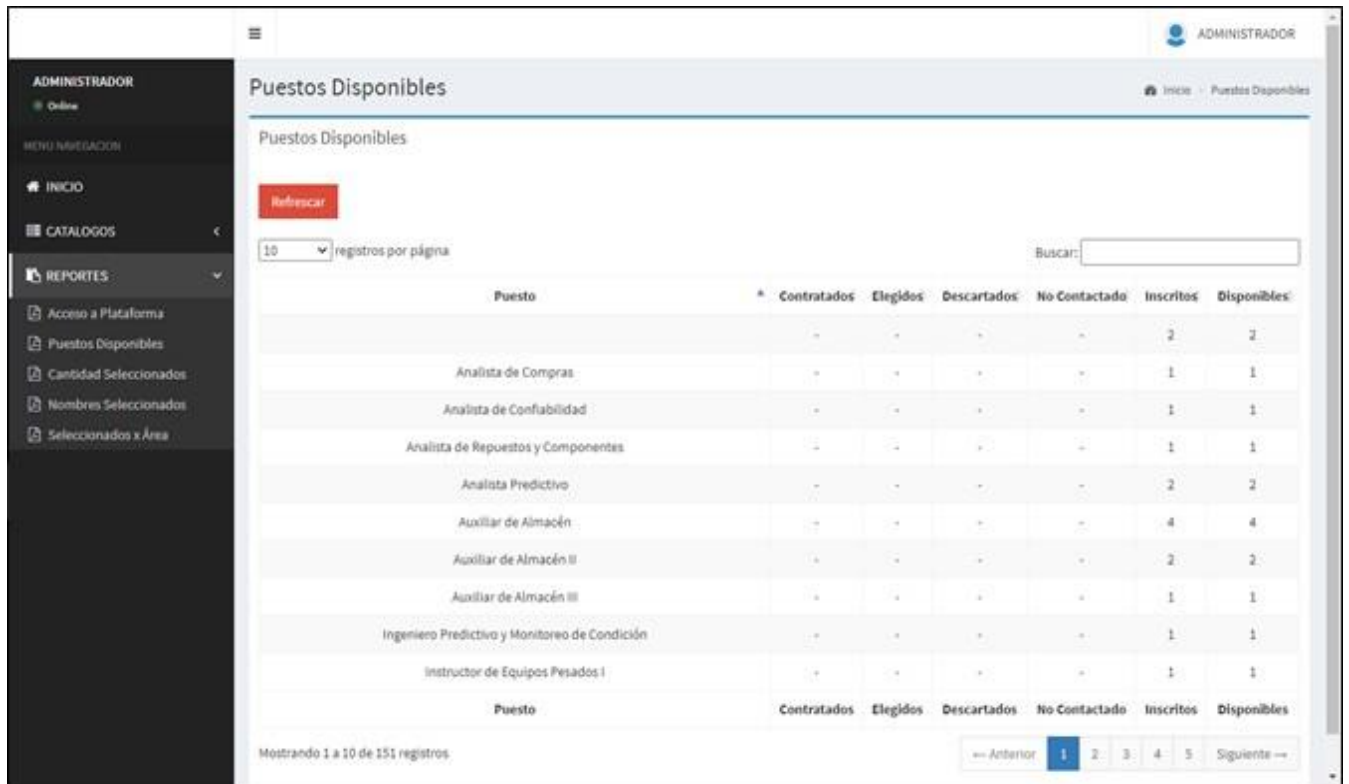 ADMINISTRADOR
ADMINISTRADOR
Online
MENU NAVEGACION
INICIO
CATALOGOS
REPORTES
Acceso a Plataforma
Puestos Disponibles
Cantidad Seleccionados
Nombres Seleccionados
Seleccionados x Área
Puestos Disponibles
Inicio Puestos Disponibles
Puestos Disponibles
Refrescar
10 registros por página Buscar:
Puesto Contratados Elegidos Descartados No Contactado Inscritos Disponibles
- - - - 2 2
Analista de Compras - - - - 1 1
Analista de Confiabilidad - - - - 1 1
Analista de Repuestos y Componentes - - - - 1 1
Analista Predictivo - - - - 2 2
Auxiliar de Almacén - - - - 4 4
Auxiliar de Almacén II - - - - 2 2
Auxiliar de Almacén III - - - - 1 1
Ingeniero Predictivo y Monitoreo de Condición - - - - 1 1
Instructor de Equipos Pesados I - - - - 1 1
Puesto Contratados Elegidos Descartados No Contactado Inscritos Disponibles
Mostrando 1 a 10 de 151 registros ← Anterior 1 2 3 4 5 Siguiente →